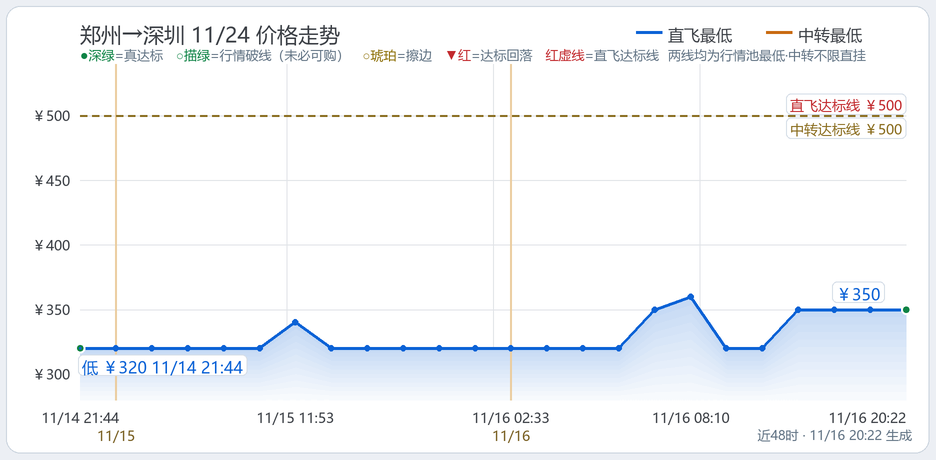 郑州→深圳 11/24 价格走势
直飞最低 中转最低
●深绿=真达标 ○描绿=行情破线（未必可购） ○琥珀=擦边 ▼红=达标回落 红虚线=直飞达标线 两线均为行情池最低·中转不限直挂
直飞达标线 ￥500
中转达标线 ￥500
￥500
￥450
￥400
￥350
￥300
￥350
低 ￥320 11/14 21:44
11/14 21:44 11/15 11:53 11/16 02:33 11/16 08:10 11/16 20:22
11/15 11/16
近48时 · 11/16 20:22 生成